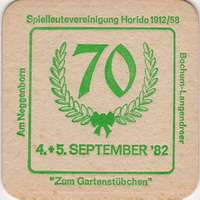 Spielleutevereinigung Horido 1912/58
Am Neggenborn
70
Bochum-Langendreer
4.+5. SEPTEMBER '82
"Zum Gartenstübchen"